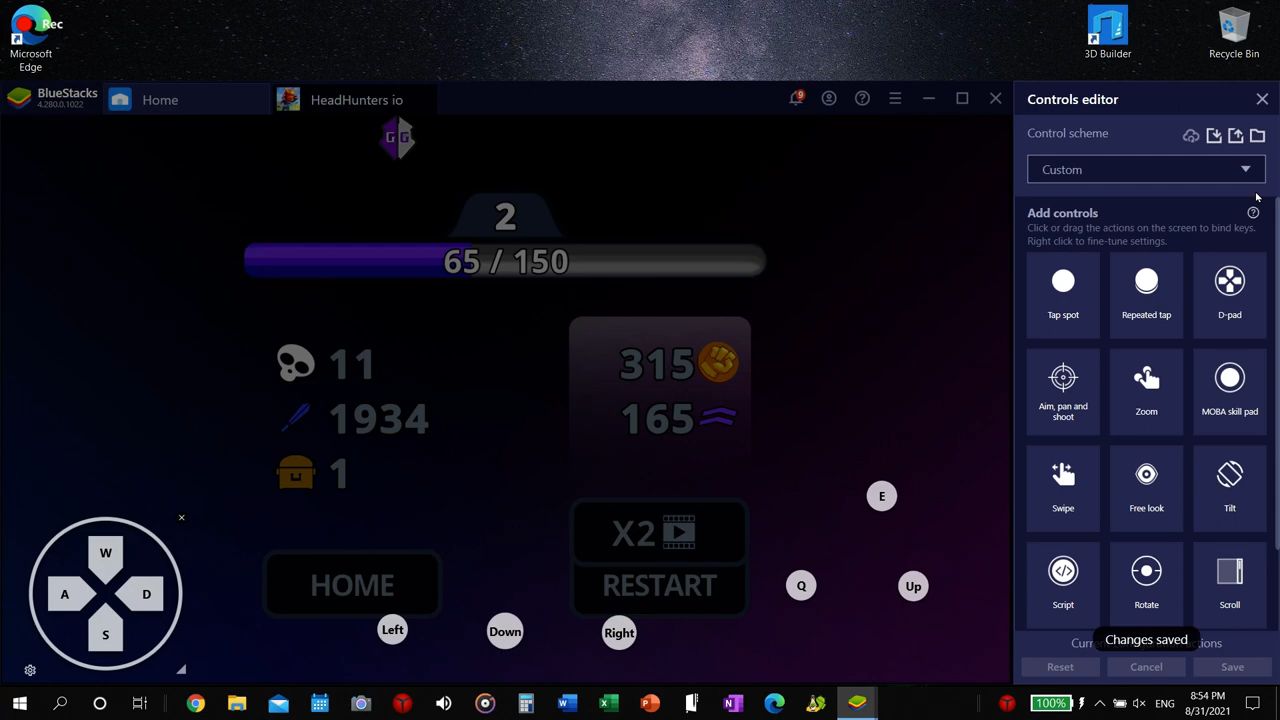 Rec
Microsoft
Edge
3D Builder
Recycle Bin
BlueStacks
4.280.0.1022
Home
HeadHunters io
9
Controls editor
Control scheme
Custom
GG
2
65 / 150
Add controls
Click or drag the actions on the screen to bind keys.
Right click to fine-tune settings.
Tap spot
Repeated tap
D-pad
11
315
1934
165
1
Aim, pan and
shoot
Zoom
MOBA skill pad
Swipe
Free look
Tilt
E
X2
W
A
D
S
HOME
RESTART
Q
Up
Left
Down
Right
Script
Rotate
Scroll
Changes saved
Reset
Cancel
Save
100%
ENG
8:54 PM
8/31/2021